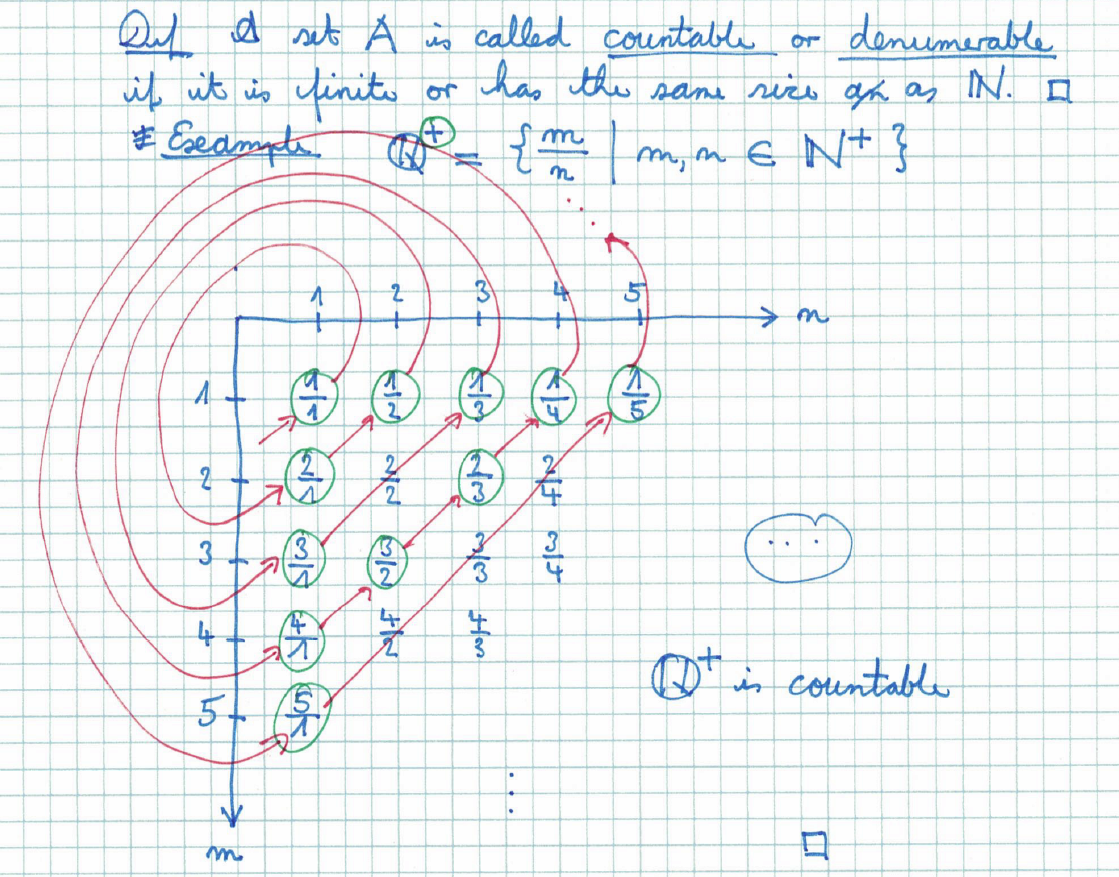 Def A set A is called countable or denumerable
if it is finite or has the same size as ℕ. □
Example ℚ⁺ = { m/n | m, n ∈ ℕ⁺ }
1 2 3 4 5 n
1 1/1 1/2 1/3 1/4 1/5
2 2/1 2/2 2/3 2/4
3 3/1 3/2 3/3 3/4
...
4 4/1 4/2 4/3
ℚ⁺ is countable
5 5/1
m
□